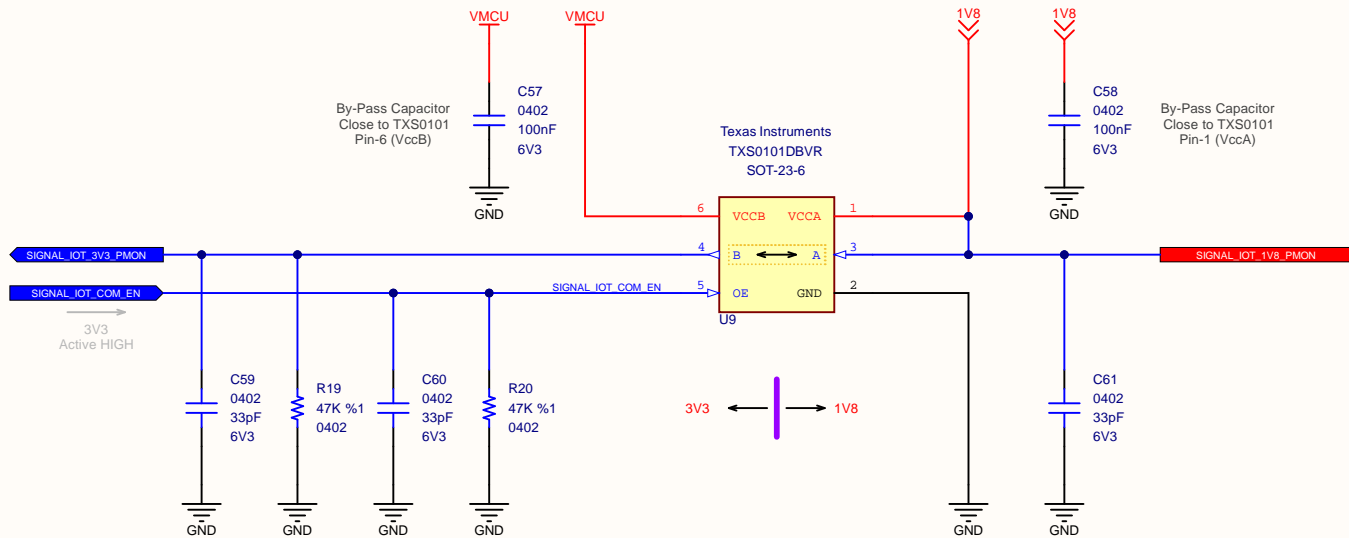 VMCU
VMCU
1V8
1V8
By-Pass Capacitor
Close to TXS0101
Pin-6 (VccB)
C57
0402
100nF
6V3
GND
Texas Instruments
TXS0101DBVR
SOT-23-6
C58
0402
100nF
6V3
GND
By-Pass Capacitor
Close to TXS0101
Pin-1 (VccA)
6 VCCB VCCA 1
SIGNAL_IOT_3V3_PMON
4 B A 3
SIGNAL_IOT_1V8_PMON
SIGNAL_IOT_COM_EN
SIGNAL_IOT_COM_EN
5 OE GND 2
U9
3V3
Active HIGH
C59
0402
33pF
6V3
R19
47K %1
0402
C60
0402
33pF
6V3
R20
47K %1
0402
3V3
1V8
C61
0402
33pF
6V3
GND
GND
GND
GND
GND
GND